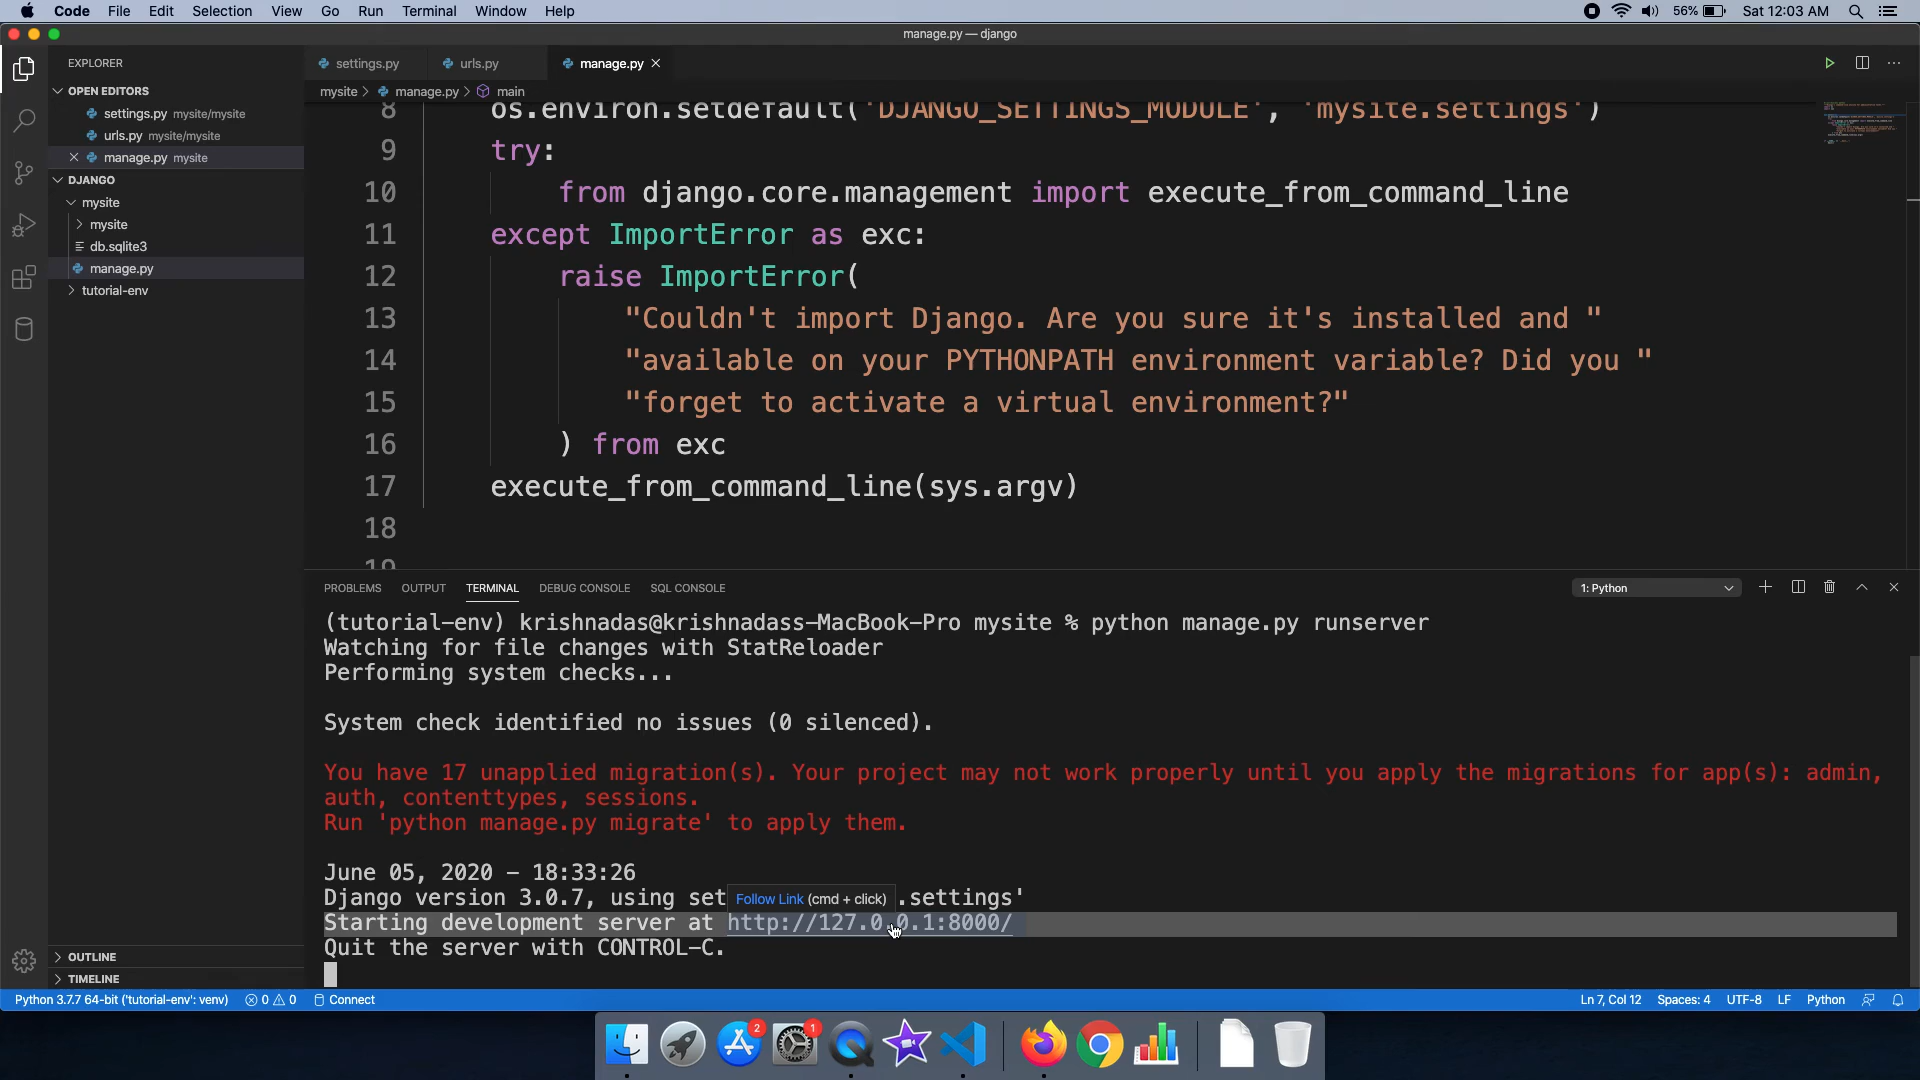 Code File Edit Selection View Go Run Terminal Window Help 56% Sat 12:03 AM
manage.py — django
EXPLORER
settings.py urls.py manage.py
OPEN EDITORS
mysite > manage.py > main
settings.py mysite/mysite
urls.py mysite/mysite
manage.py mysite
DJANGO
mysite
mysite
db.sqlite3
manage.py
tutorial-env
8 os.environ.setdefault('DJANGO_SETTINGS_MODULE', 'mysite.settings')
9 try:
10 from django.core.management import execute_from_command_line
11 except ImportError as exc:
12 raise ImportError(
13 "Couldn't import Django. Are you sure it's installed and "
14 "available on your PYTHONPATH environment variable? Did you "
15 "forget to activate a virtual environment?"
16 ) from exc
17 execute_from_command_line(sys.argv)
18
19
PROBLEMS OUTPUT TERMINAL DEBUG CONSOLE SQL CONSOLE 1: Python
(tutorial-env) krishnadas@krishnadass-MacBook-Pro mysite % python manage.py runserver
Watching for file changes with StatReloader
Performing system checks...
System check identified no issues (0 silenced).
You have 17 unapplied migration(s). Your project may not work properly until you apply the migrations for app(s): admin,
auth, contenttypes, sessions.
Run 'python manage.py migrate' to apply them.
June 05, 2020 - 18:33:26
Django version 3.0.7, using set Follow Link (cmd + click) .settings'
Starting development server at http://127.0.0.1:8000/
Quit the server with CONTROL-C.
OUTLINE
TIMELINE
Python 3.7.7 64-bit ('tutorial-env': venv) 0 0 Connect Ln 7, Col 12 Spaces: 4 UTF-8 LF Python
2 1